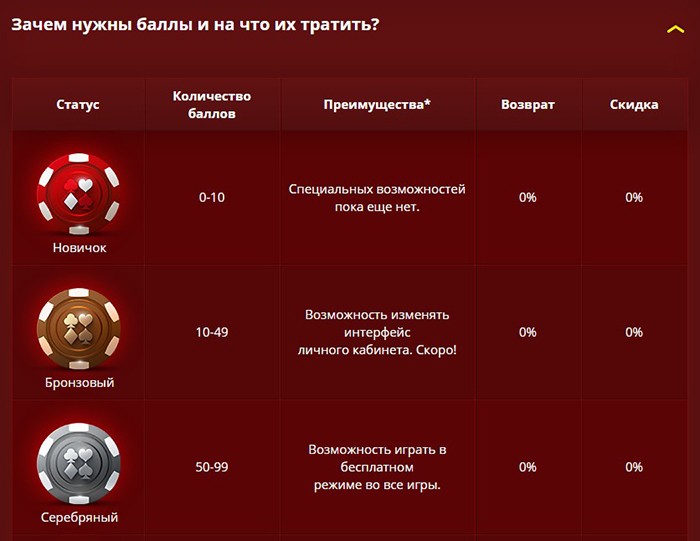 Зачем нужны баллы и на что их тратить?
Статус
Количество
баллов
Преимущества*
Возврат
Скидка
Новичок
0-10
Специальных возможностей
пока еще нет.
0%
0%
Бронзовый
10-49
Возможность изменять
интерфейс
личного кабинета. Скоро!
0%
0%
Серебряный
50-99
Возможность играть в
бесплатном
режиме во все игры.
0%
0%